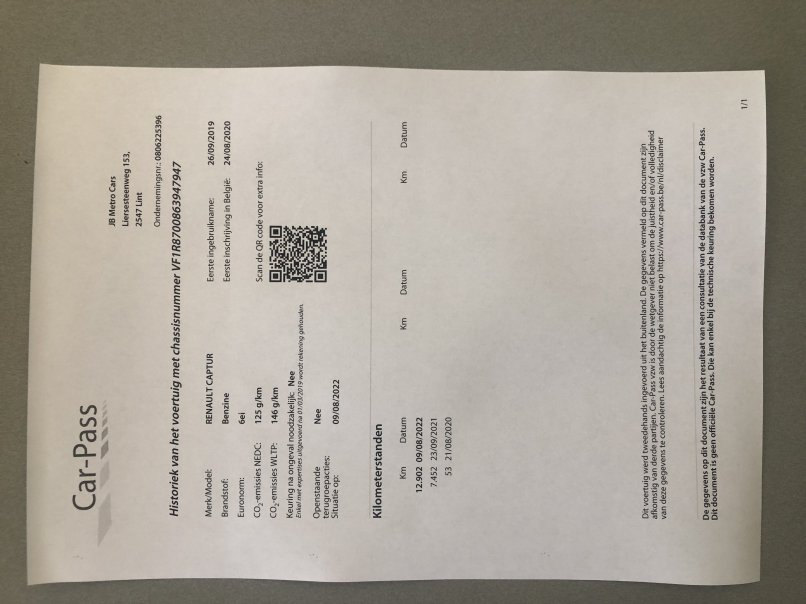 Car-Pass
JB Metro Cars
Liersesteenweg 153,
2547 Lint
Ondernemingsnr.: 0806225396
Historiek van het voertuig met chassisnummer VF1R8700863947947
Merk/Model: RENAULT CAPTUR
Brandstof: Benzine
Euronorm: 6ei
CO2-emissies NEDC: 125 g/km
CO2-emissies WLTP: 146 g/km
Keuring na ongeval noodzakelijk: Nee
Enkel met expertises uitgevoerd na 01/03/2019 wordt rekening gehouden.
Openstaande Nee
terugroepacties:
Situatie op: 09/08/2022
Eerste ingebruikname: 26/09/2019
Eerste inschrijving in België: 24/08/2020
Scan de QR code voor extra info:
Kilometerstanden
Km Datum Km Datum Km Datum
12.902 09/08/2022
7.452 23/09/2021
53 21/08/2020
Dit voertuig werd tweedehands ingevoerd uit het buitenland. De gegevens vermeld op dit document zijn
afkomstig van derde partijen. Car-Pass vzw is door de wetgever niet belast om de juistheid en/of volledigheid
van deze gegevens te controleren. Lees aandachtig de informatie op https://www.car-pass.be/nl/disclaimer
De gegevens op dit document zijn het resultaat van een consultatie van de databank van de vzw Car-Pass.
Dit document is geen officiële Car-Pass. Die kan enkel bij de technische keuring bekomen worden.
1/1